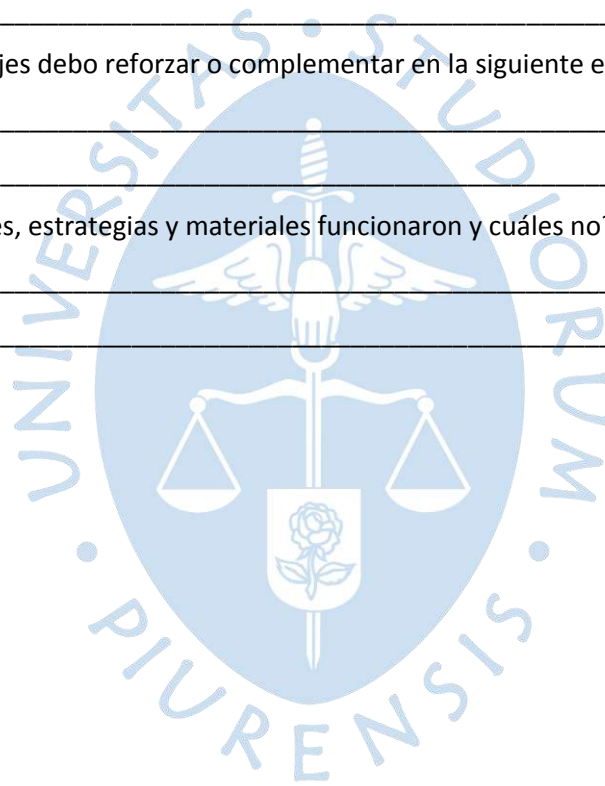 jes debo reforzar o complementar en la siguiente e
es, estrategias y materiales funcionaron y cuáles no?
UNIVERSITAS • STUDIORUM • PIURENSIS •